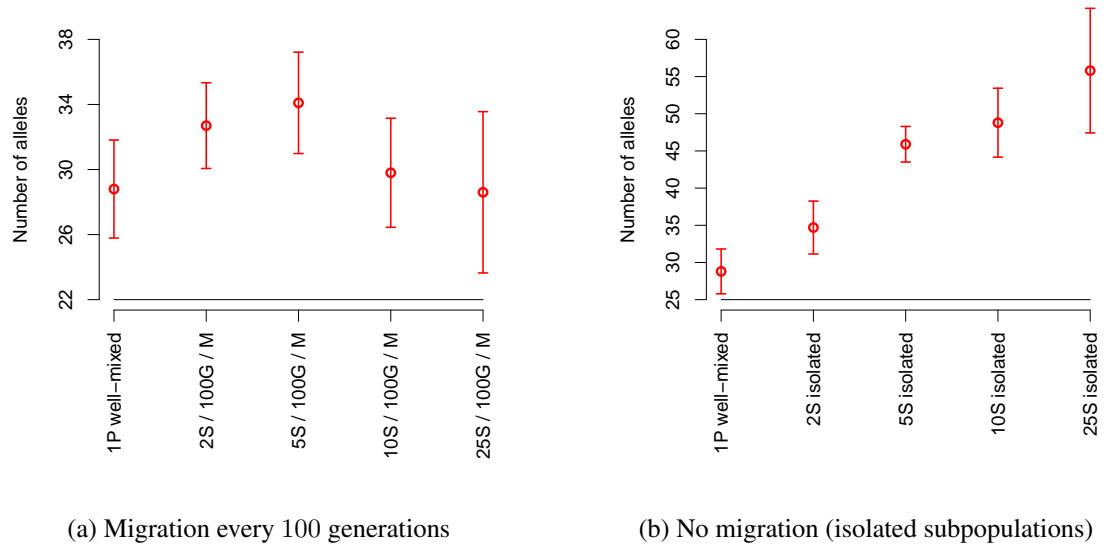 Number of alleles
38
34
30
26
22
1P well−mixed
2S / 100G / M
5S / 100G / M
10S / 100G / M
25S / 100G / M
(a) Migration every 100 generations
Number of alleles
60
55
50
45
40
35
30
25
1P well−mixed
2S isolated
5S isolated
10S isolated
25S isolated
(b) No migration (isolated subpopulations)